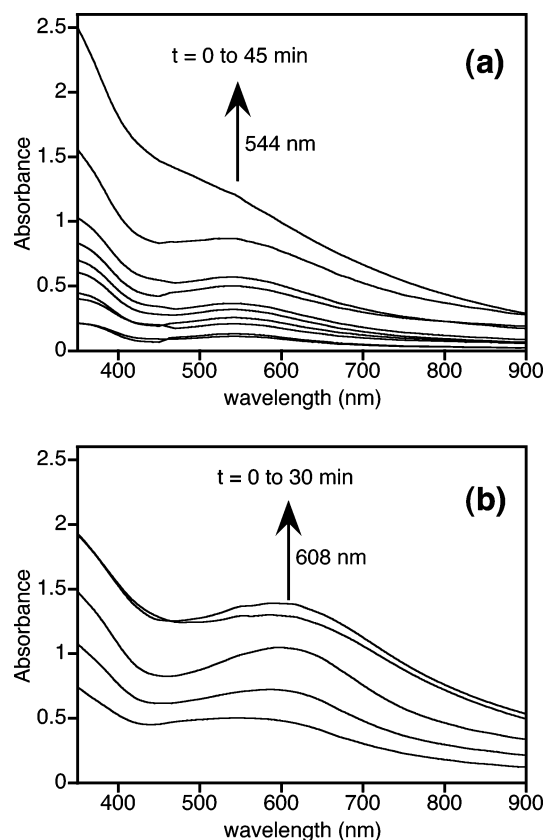 2.5
t = 0 to 45 min
(a)
2
544 nm
1.5
Absorbance
1
0.5
0
400 500 600 700 800 900
wavelength (nm)
2.5
t = 0 to 30 min
(b)
2
608 nm
1.5
Absorbance
1
0.5
0
400 500 600 700 800 900
wavelength (nm)